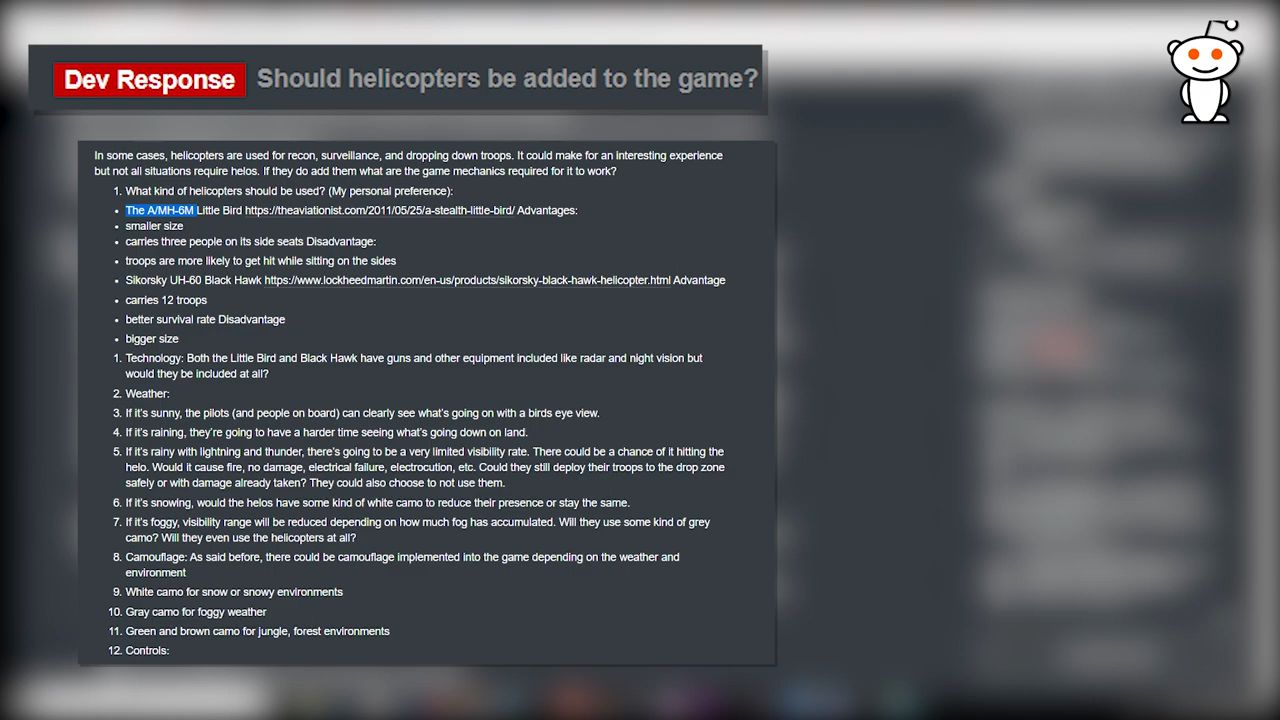 Dev Response Should helicopters be added to the game?
In some cases, helicopters are used for recon, surveillance, and dropping down troops. It could make for an interesting experience
but not all situations require helos. If they do add them what are the game mechanics required for it to work?
1. What kind of helicopters should be used? (My personal preference):
• The A/MH-6M Little Bird https://theaviationist.com/2011/05/25/a-stealth-little-bird/ Advantages:
• smaller size
• carries three people on its side seats Disadvantage:
• troops are more likely to get hit while sitting on the sides
• Sikorsky UH-60 Black Hawk https://www.lockheedmartin.com/en-us/products/sikorsky-black-hawk-helicopter.html Advantage
• carries 12 troops
• better survival rate Disadvantage
• bigger size
1. Technology: Both the Little Bird and Black Hawk have guns and other equipment included like radar and night vision but
would they be included at all?
2. Weather:
3. If it's sunny, the pilots (and people on board) can clearly see what's going on with a birds eye view.
4. If it's raining, they're going to have a harder time seeing what's going down on land.
5. If it's rainy with lightning and thunder, there's going to be a very limited visibility rate. There could be a chance of it hitting the
helo. Would it cause fire, no damage, electrical failure, electrocution, etc. Could they still deploy their troops to the drop zone
safely or with damage already taken? They could also choose to not use them.
6. If it's snowing, would the helos have some kind of white camo to reduce their presence or stay the same.
7. If it's foggy, visibility range will be reduced depending on how much fog has accumulated. Will they use some kind of grey
camo? Will they even use the helicopters at all?
8. Camouflage: As said before, there could be camouflage implemented into the game depending on the weather and
environment
9. White camo for snow or snowy environments
10. Gray camo for foggy weather
11. Green and brown camo for jungle, forest environments
12. Controls: